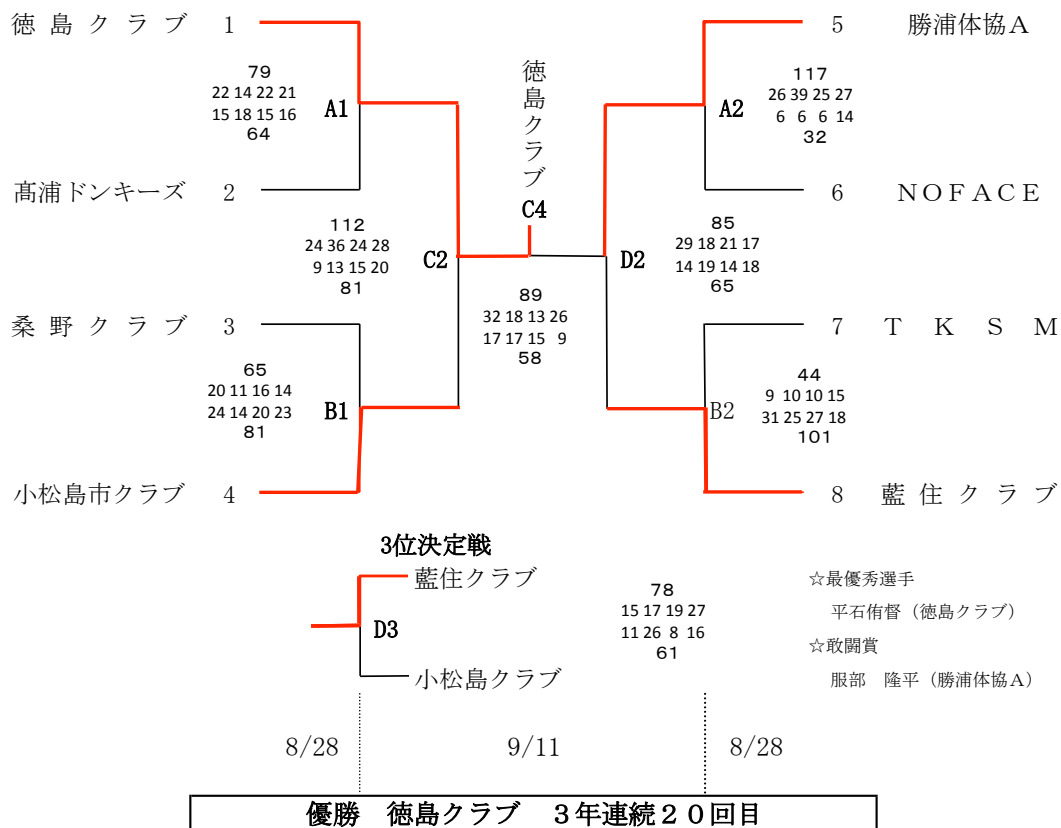 徳島クラブ 1
5 勝浦体協A
79
22 14 22 21
15 18 15 16
64
A1
徳島クラブ
A2
117
26 39 25 27
6 6 6 14
32
髙浦ドンキーズ 2
C4
6 NOFACE
112
24 36 24 28
9 13 15 20
81
C2
D2
85
29 18 21 17
14 19 14 18
65
89
32 18 13 26
17 17 15 9
58
桑野クラブ 3
7 TKSM
65
20 11 16 14
24 14 20 23
81
B1
B2
44
9 10 10 15
31 25 27 18
101
小松島市クラブ 4
8 藍住クラブ
3位決定戦
藍住クラブ
D3
小松島クラブ
78
15 17 19 27
11 26 8 16
61
☆最優秀選手
平石侑督（徳島クラブ）
☆敢闘賞
服部 隆平（勝浦体協A）
8/28 9/11 8/28
優勝 徳島クラブ 3年連続20回目